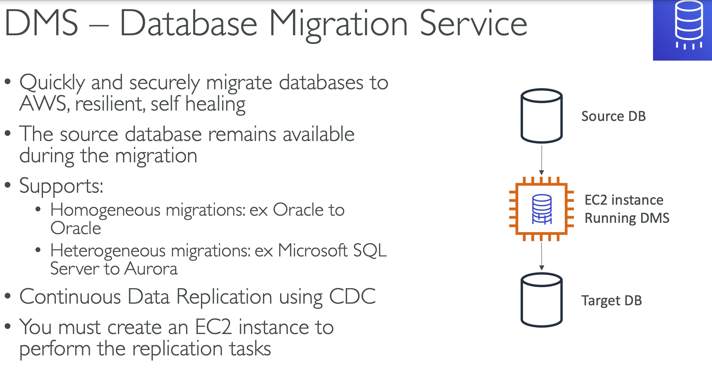 DMS – Database Migration Service
• Quickly and securely migrate databases to
AWS, resilient, self healing
• The source database remains available
during the migration
• Supports:
• Homogeneous migrations: ex Oracle to
Oracle
• Heterogeneous migrations: ex Microsoft SQL
Server to Aurora
• Continuous Data Replication using CDC
• You must create an EC2 instance to
perform the replication tasks
Source DB
EC2 instance
Running DMS
Target DB